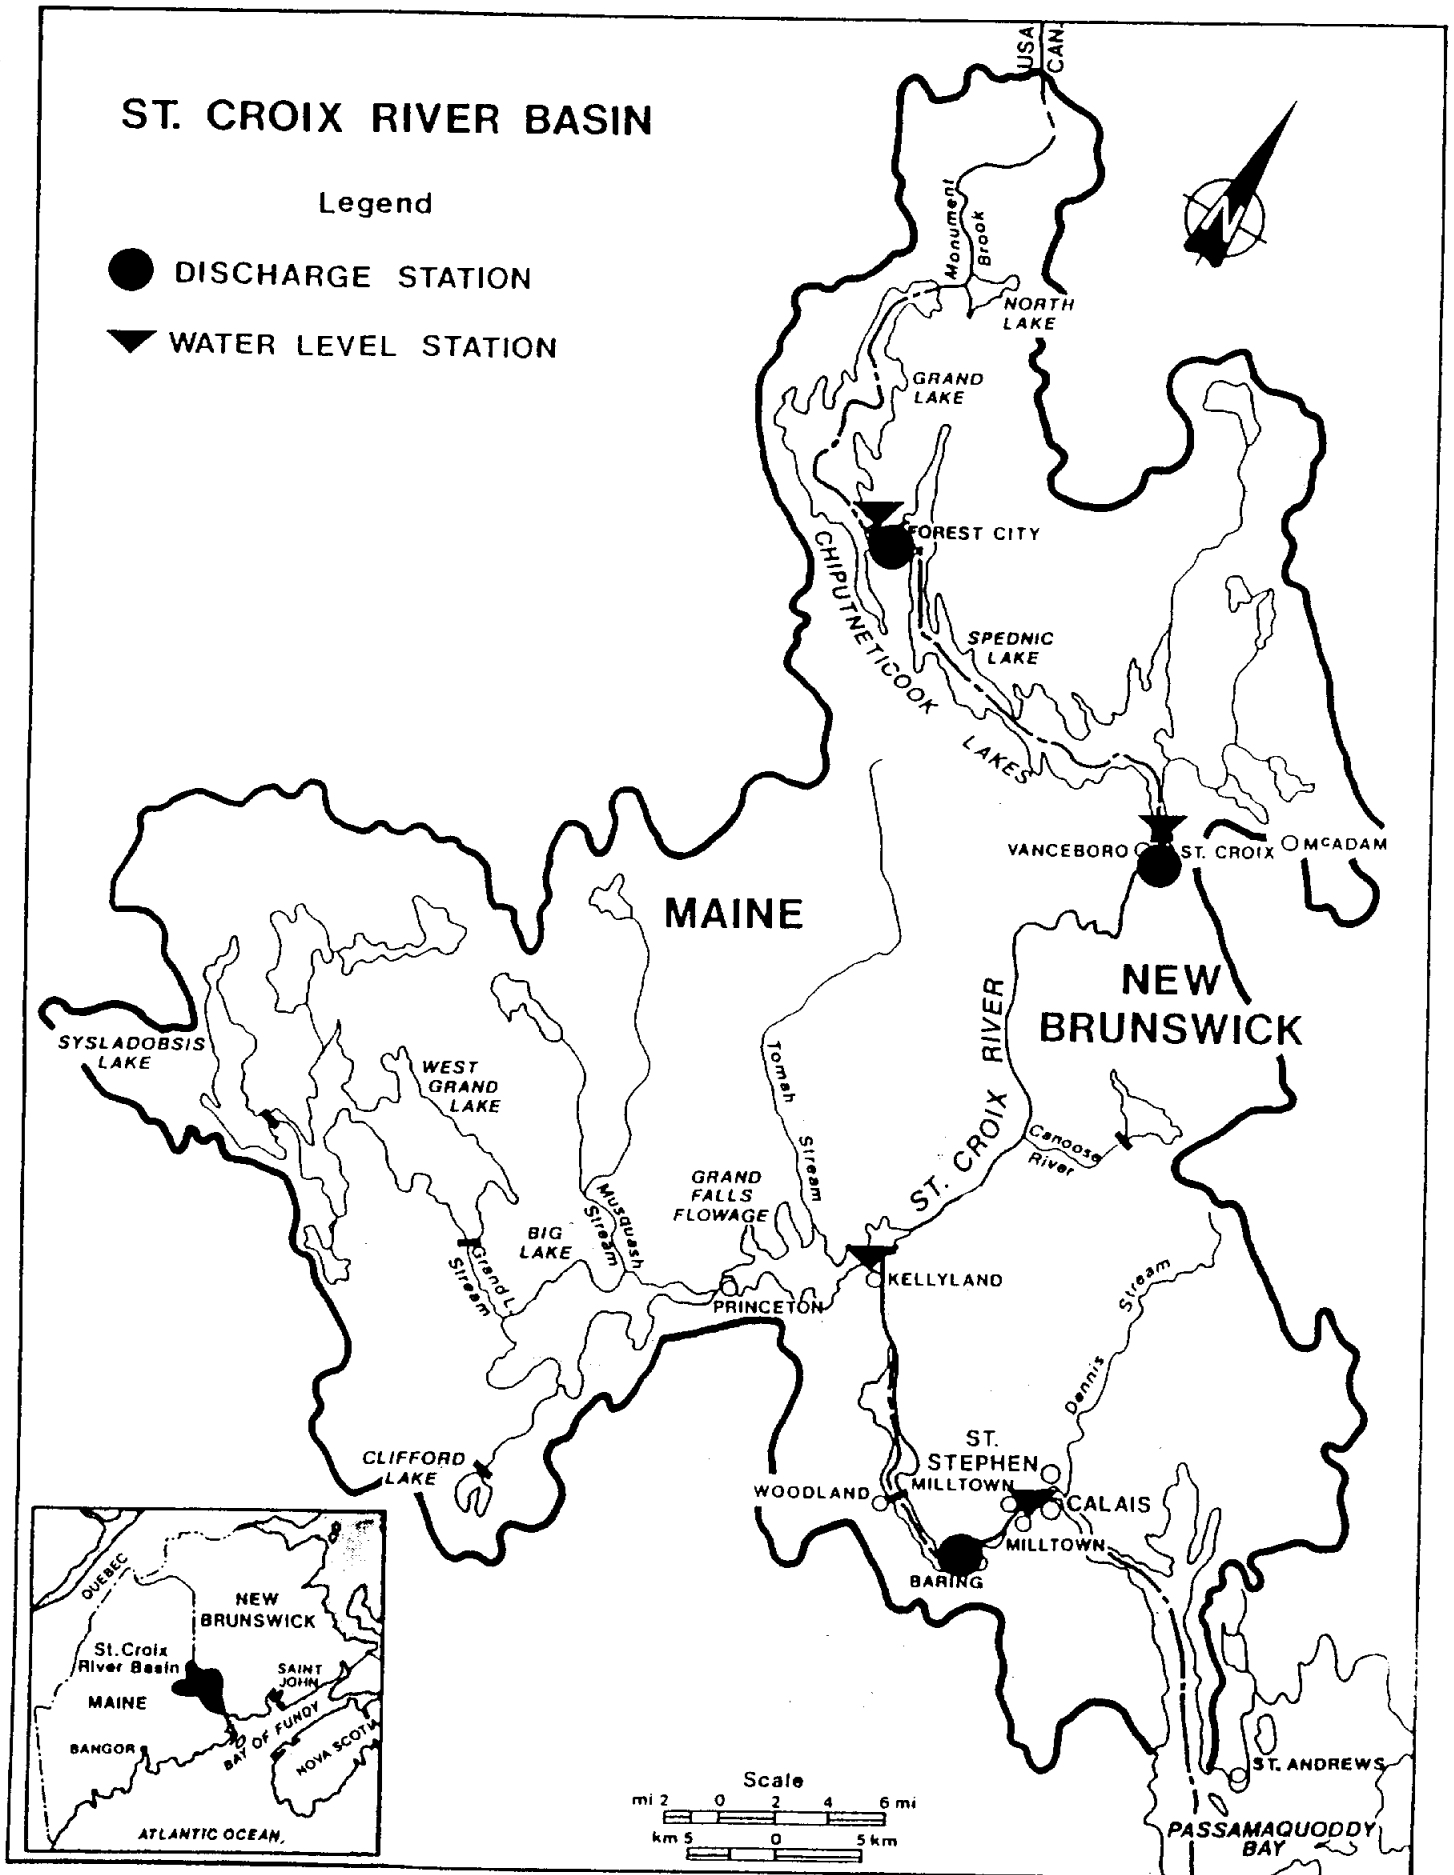 USA
CAN.
ST. CROIX RIVER BASIN
Legend
DISCHARGE STATION
WATER LEVEL STATION
N
Monument
Brook
NORTH
LAKE
GRAND
LAKE
FOREST CITY
CHIPUTNETICOOK
LAKES
SPEDNIC
LAKE
VANCEBORO
ST. CROIX
McADAM
MAINE
NEW
BRUNSWICK
SYSLADOBSIS
LAKE
WEST
GRAND
LAKE
Tomah
Stream
ST. CROIX RIVER
Canoose
River
GRAND
FALLS
FLOWAGE
Musquash
Stream
BIG
LAKE
Grand L.
Stream
PRINCETON
KELLYLAND
Dennis Stream
CLIFFORD
LAKE
ST.
STEPHEN
MILLTOWN
WOODLAND
CALAIS
MILLTOWN
BARING
QUEBEC
NEW
BRUNSWICK
St. Croix
River Basin
SAINT
JOHN
MAINE
BAY OF FUNDY
BANGOR
NOVA SCOTIA
ATLANTIC OCEAN,
Scale
mi 2 0 2 4 6 mi
km 5 0 5 km
ST. ANDREWS
PASSAMAQUODDY
BAY